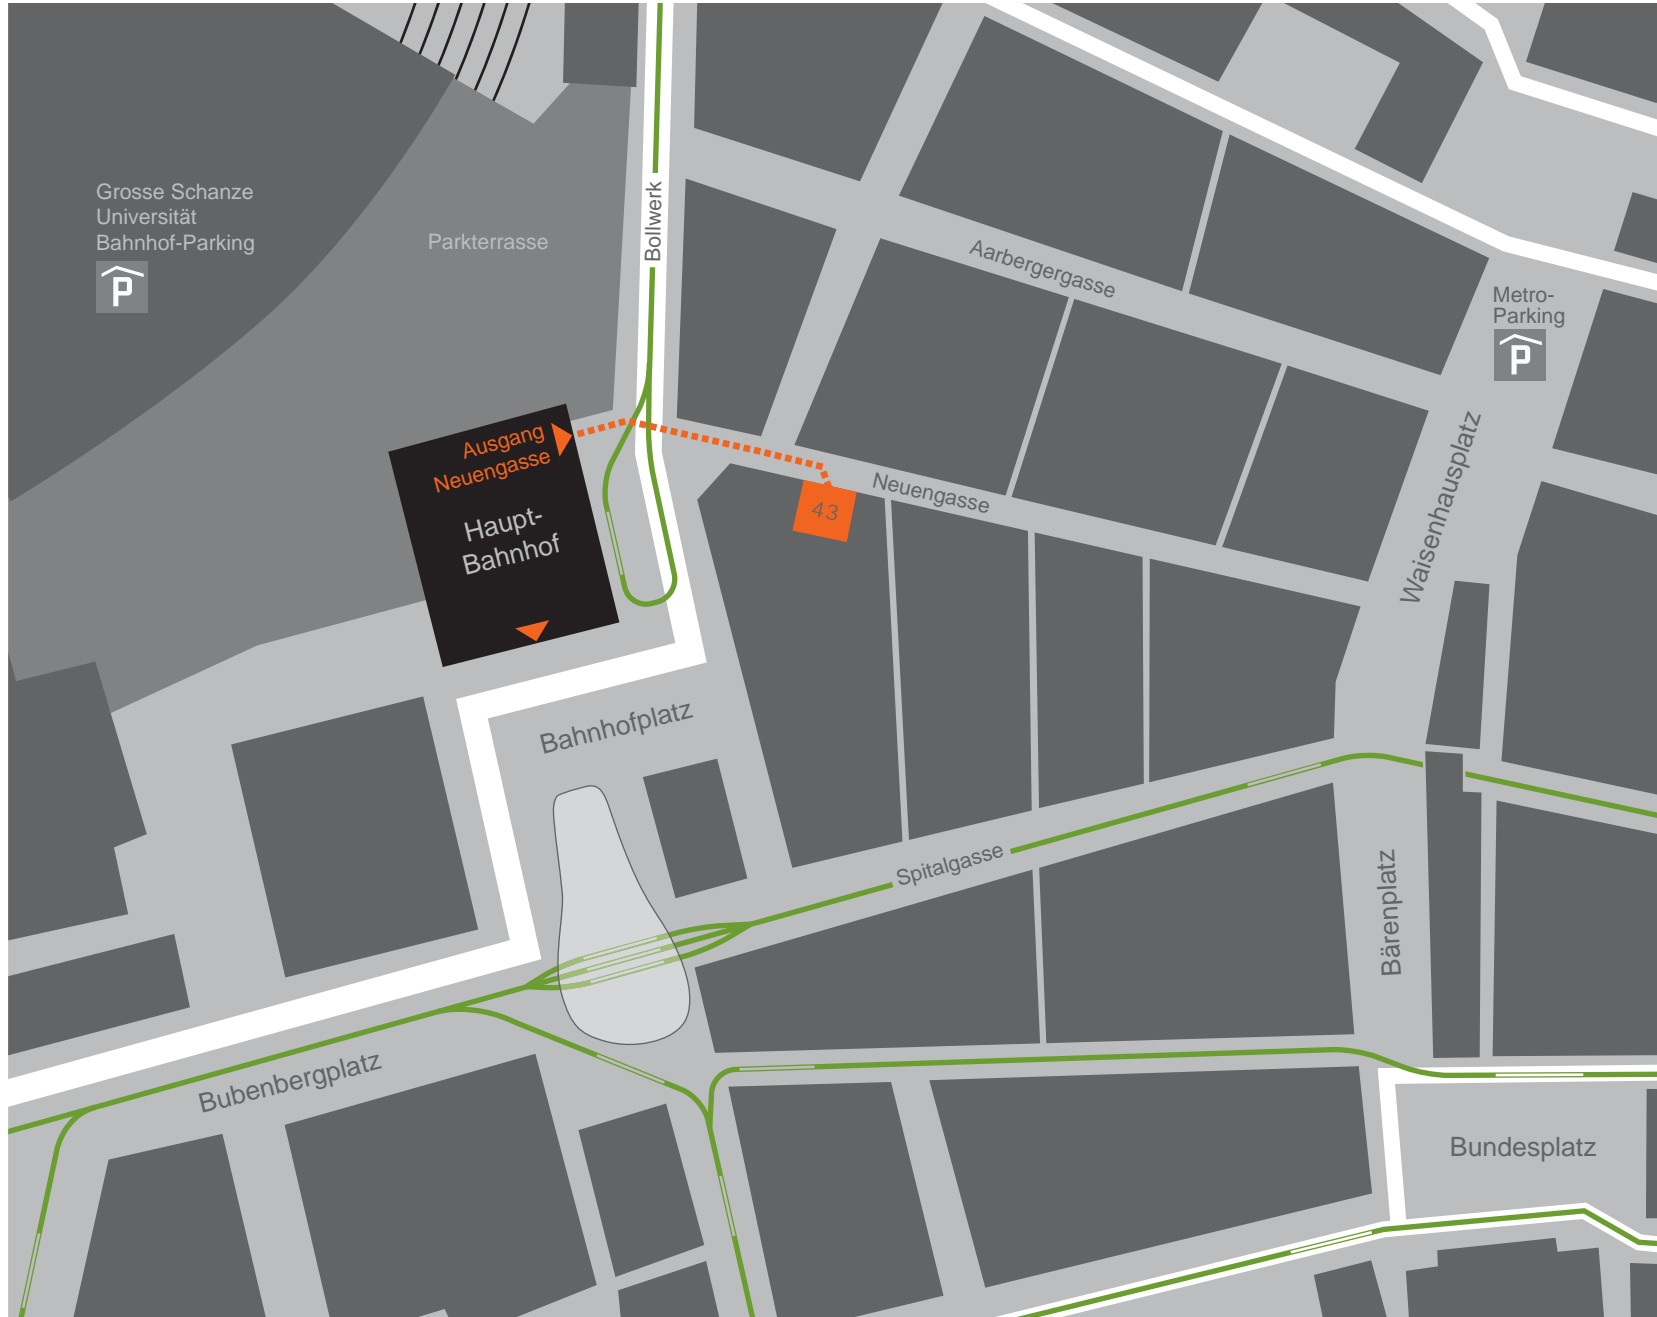 Grosse Schanze
Universität
Bahnhof-Parking
P
Parkterrasse
Bollwerk
Aarbergergasse
Metro-
Parking
P
Ausgang
Neuengasse
Haupt-
Bahnhof
Neuengasse
43
Waisenhausplatz
Bahnhofplatz
Spitalgasse
Bärenplatz
Bubenbergplatz
Bundesplatz